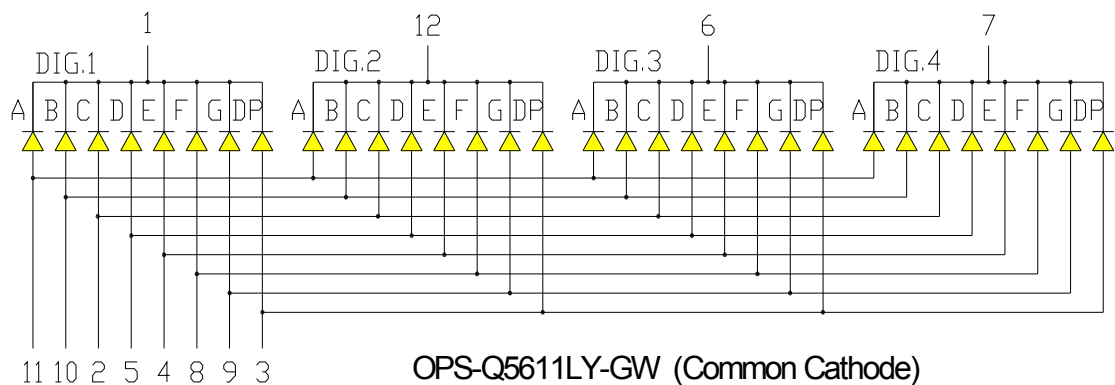 1 12 6 7
DIG.1 DIG.2 DIG.3 DIG.4
A B C D E F G DP A B C D E F G DP A B C D E F G DP A B C D E F G DP
11 10 2 5 4 8 9 3
OPS-Q5611LY-GW (Common Cathode)